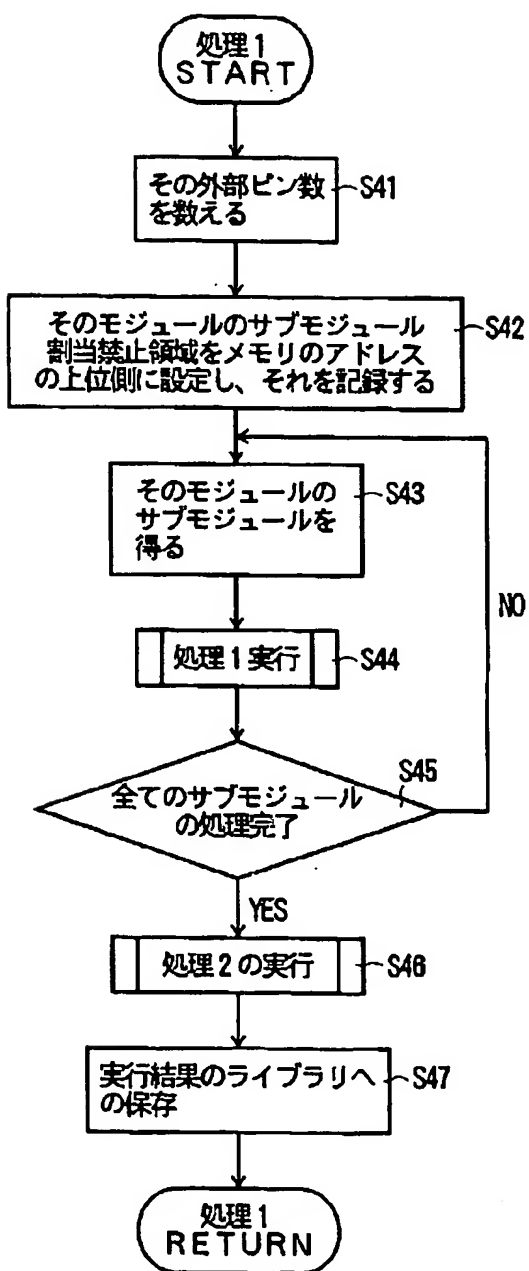 処理1
START
その外部ピン数
を数える
S41
そのモジュールのサブモジュール
割当禁止領域をメモリのアドレス
の上位側に設定し、それを記録する
S42
そのモジュールの
サブモジュールを
得る
S43
NO
処理1実行
S44
全てのサブモジュール
の処理完了
S45
YES
処理2の実行
S46
実行結果のライブラリへ
の保存
S47
処理1
RETURN